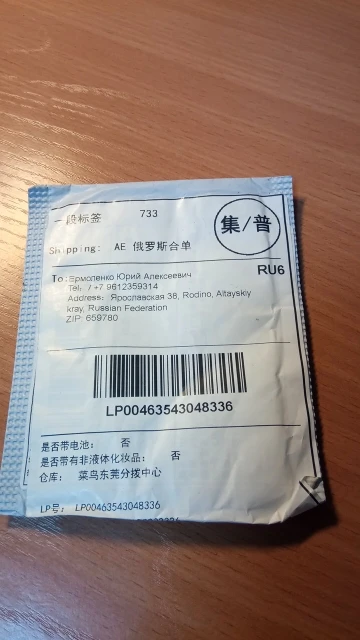 一段标签 733
集/普
Shipping: AE 俄罗斯合单
RU6
To: Ермоленко Юрий Алексеевич
Tel: /+7 9612359314
Address: Ярославская 38, Rodino, Altayskiy
kray, Russian Federation
ZIP: 659780
LP00463543048336
是否带电池: 否
是否带有非液体化妆品: 否
仓库: 菜鸟东莞分拨中心
LP号: LP00463543048336